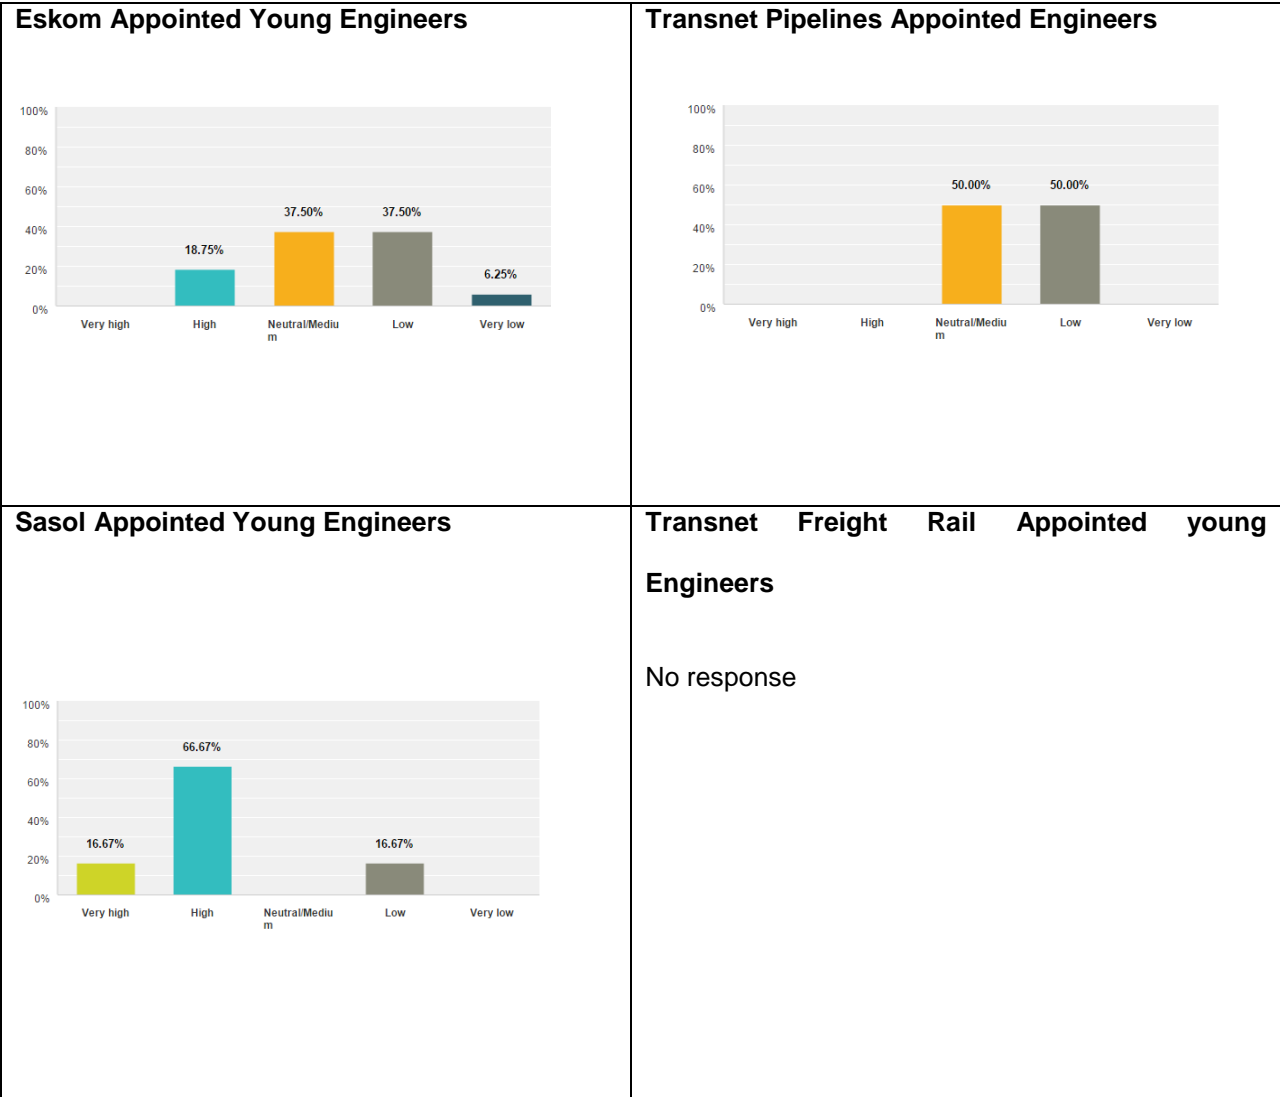 Eskom Appointed Young Engineers
100%
80%
60%
40%
20%
0%
18.75%
37.50%
37.50%
6.25%
Very high High Neutral/Mediu Low Very low
m
Transnet Pipelines Appointed Engineers
100%
80%
60%
40%
20%
0%
50.00% 50.00%
Very high High Neutral/Mediu Low Very low
m
Sasol Appointed Young Engineers
100%
80%
60%
40%
20%
0%
16.67%
66.67%
16.67%
Very high High Neutral/Mediu Low Very low
m
Transnet Freight Rail Appointed young
Engineers
No response